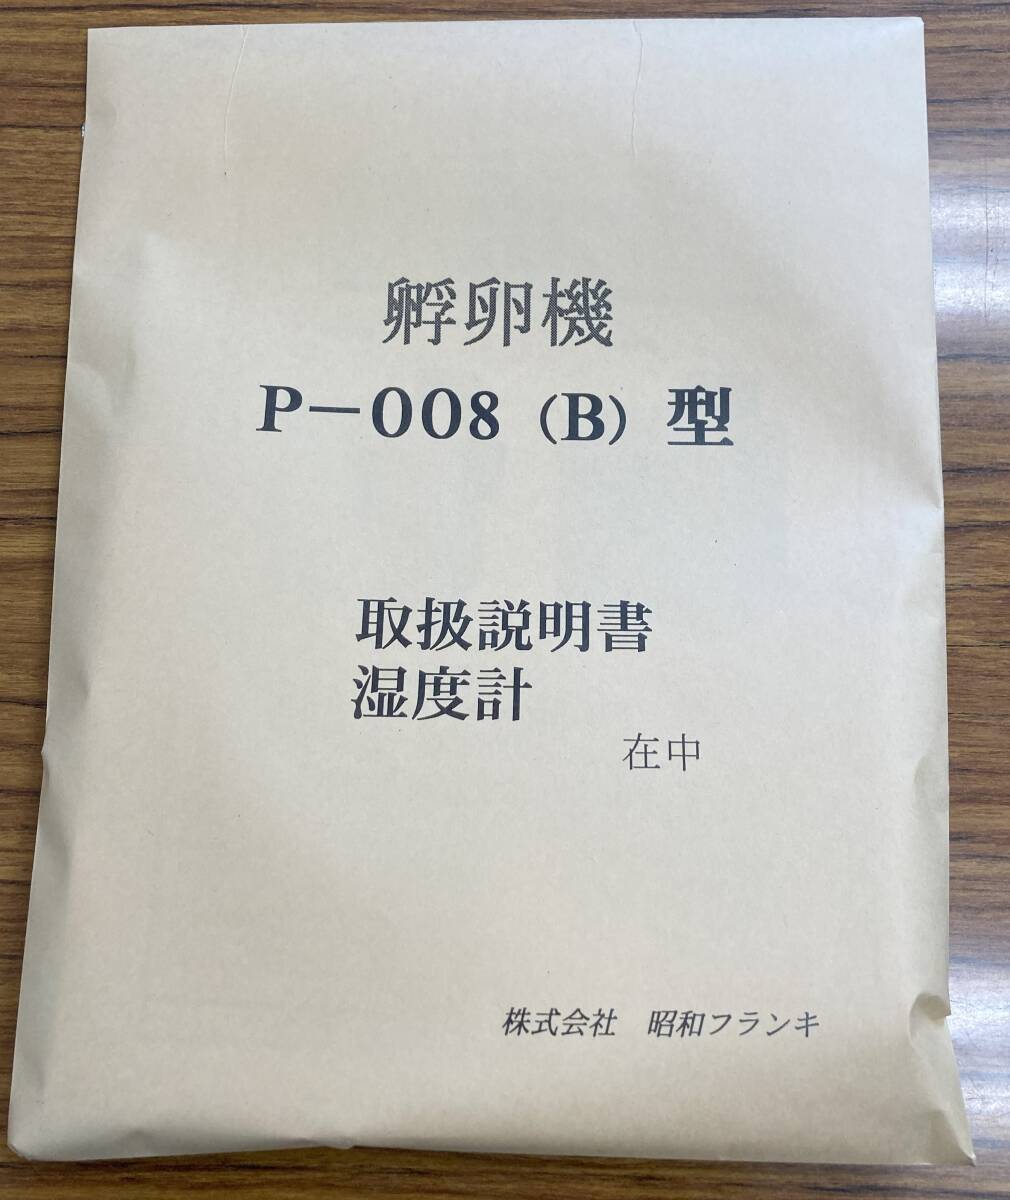 孵卵機
P－008（B）型
取扱説明書
湿度計
在中
株式会社　昭和フランキ